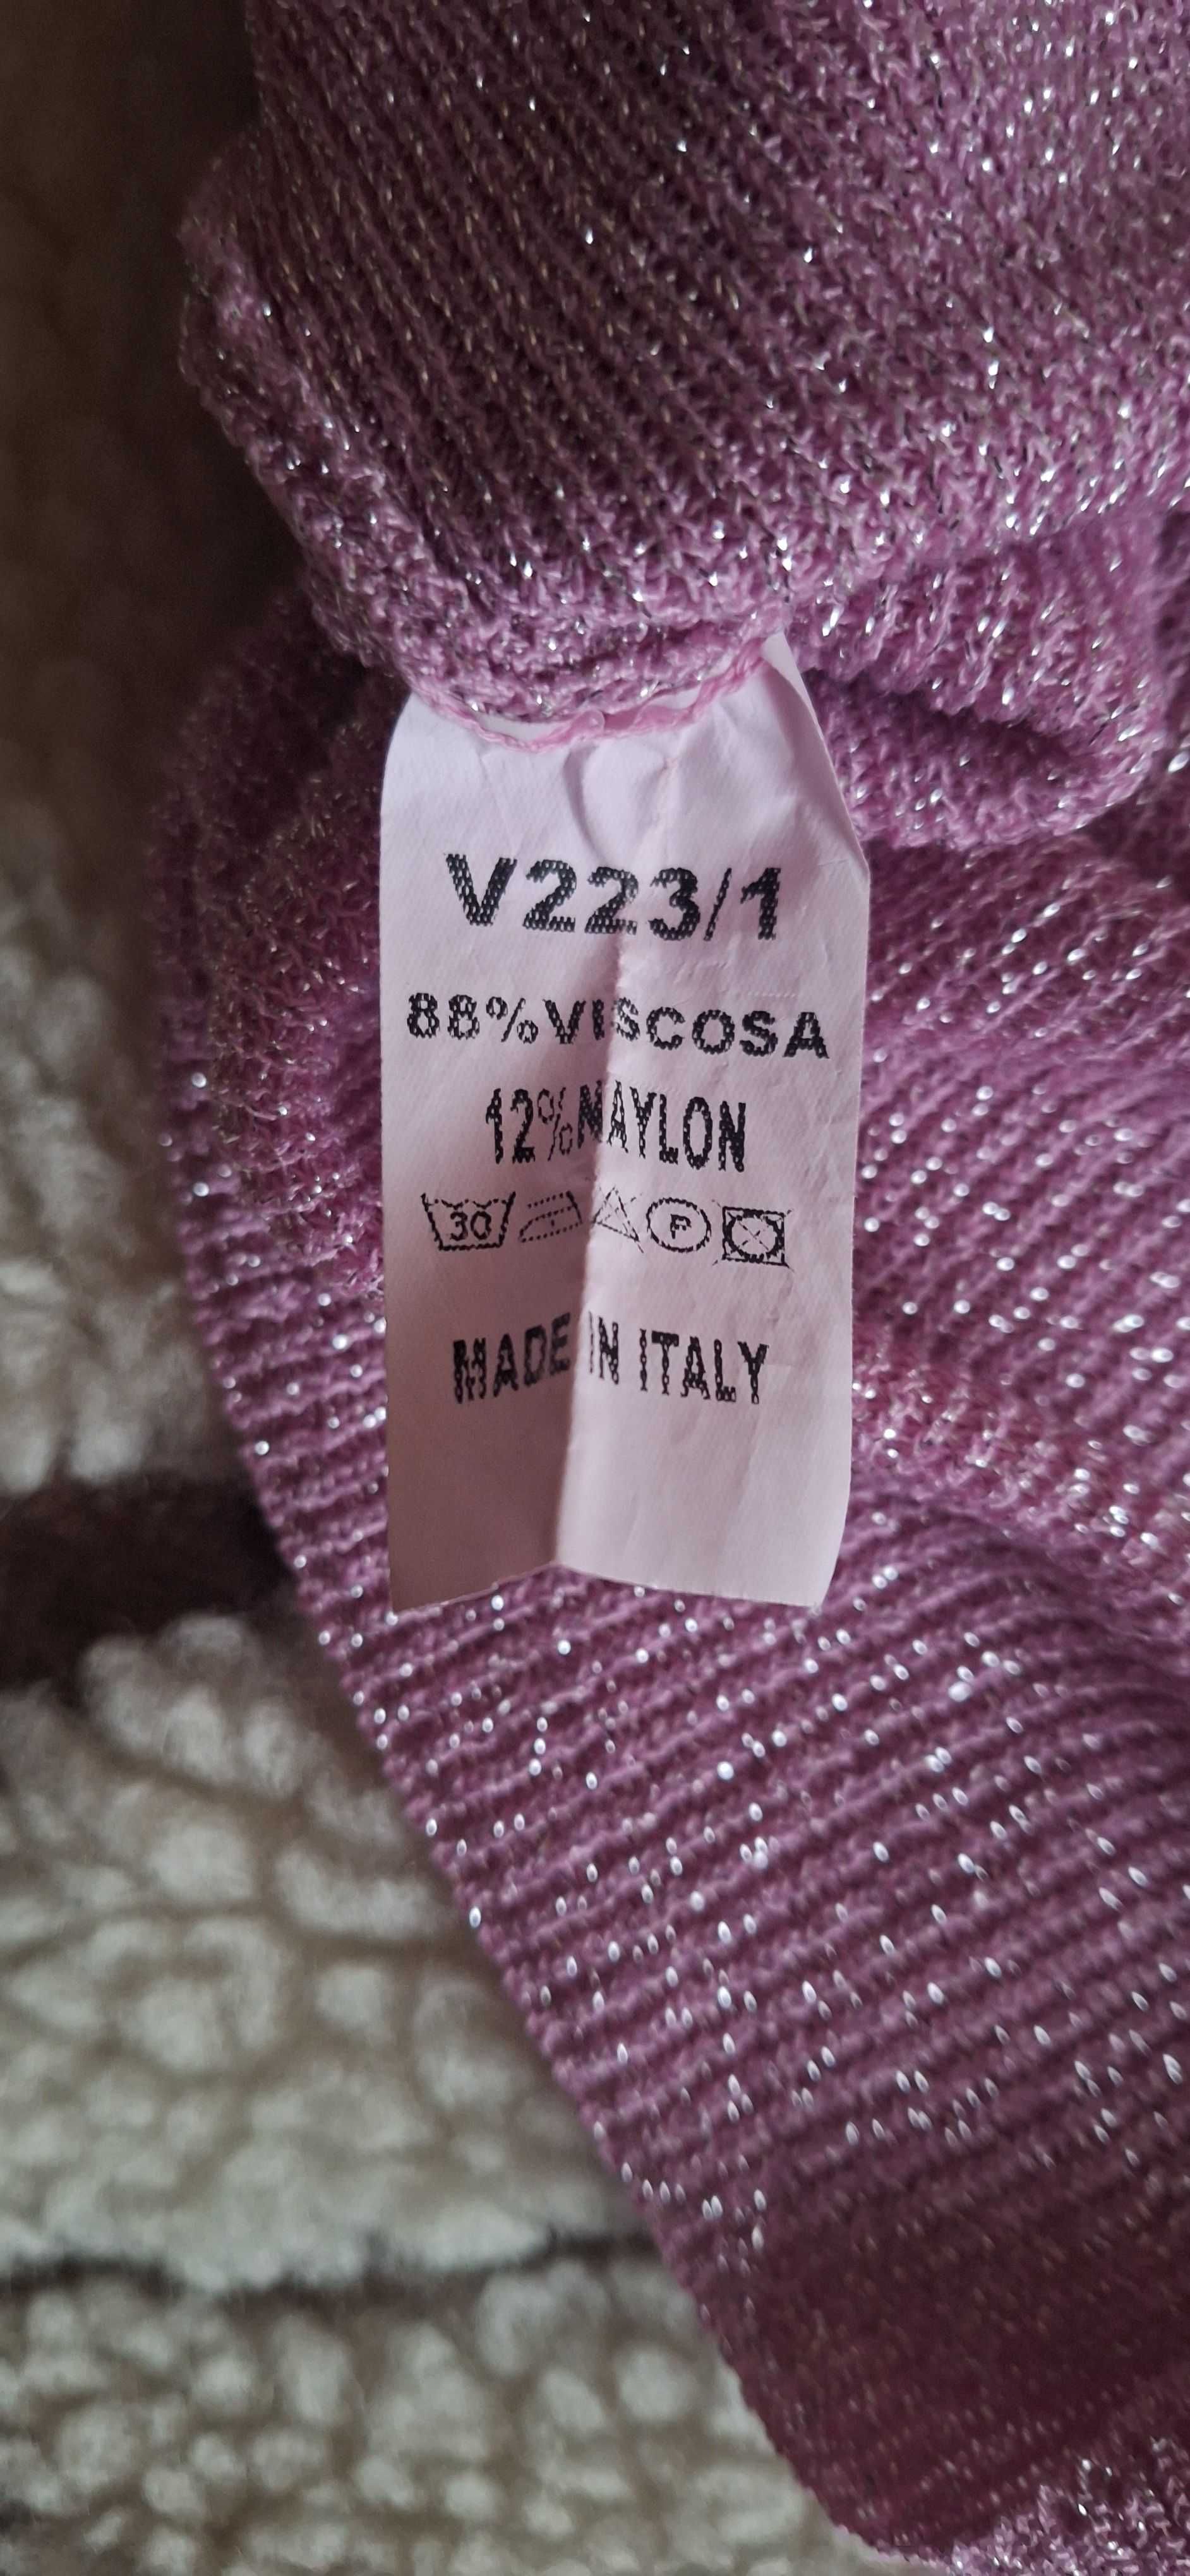 V223/1
88%VISCOSA
12%NAYLON
30 P
MADE IN ITALY